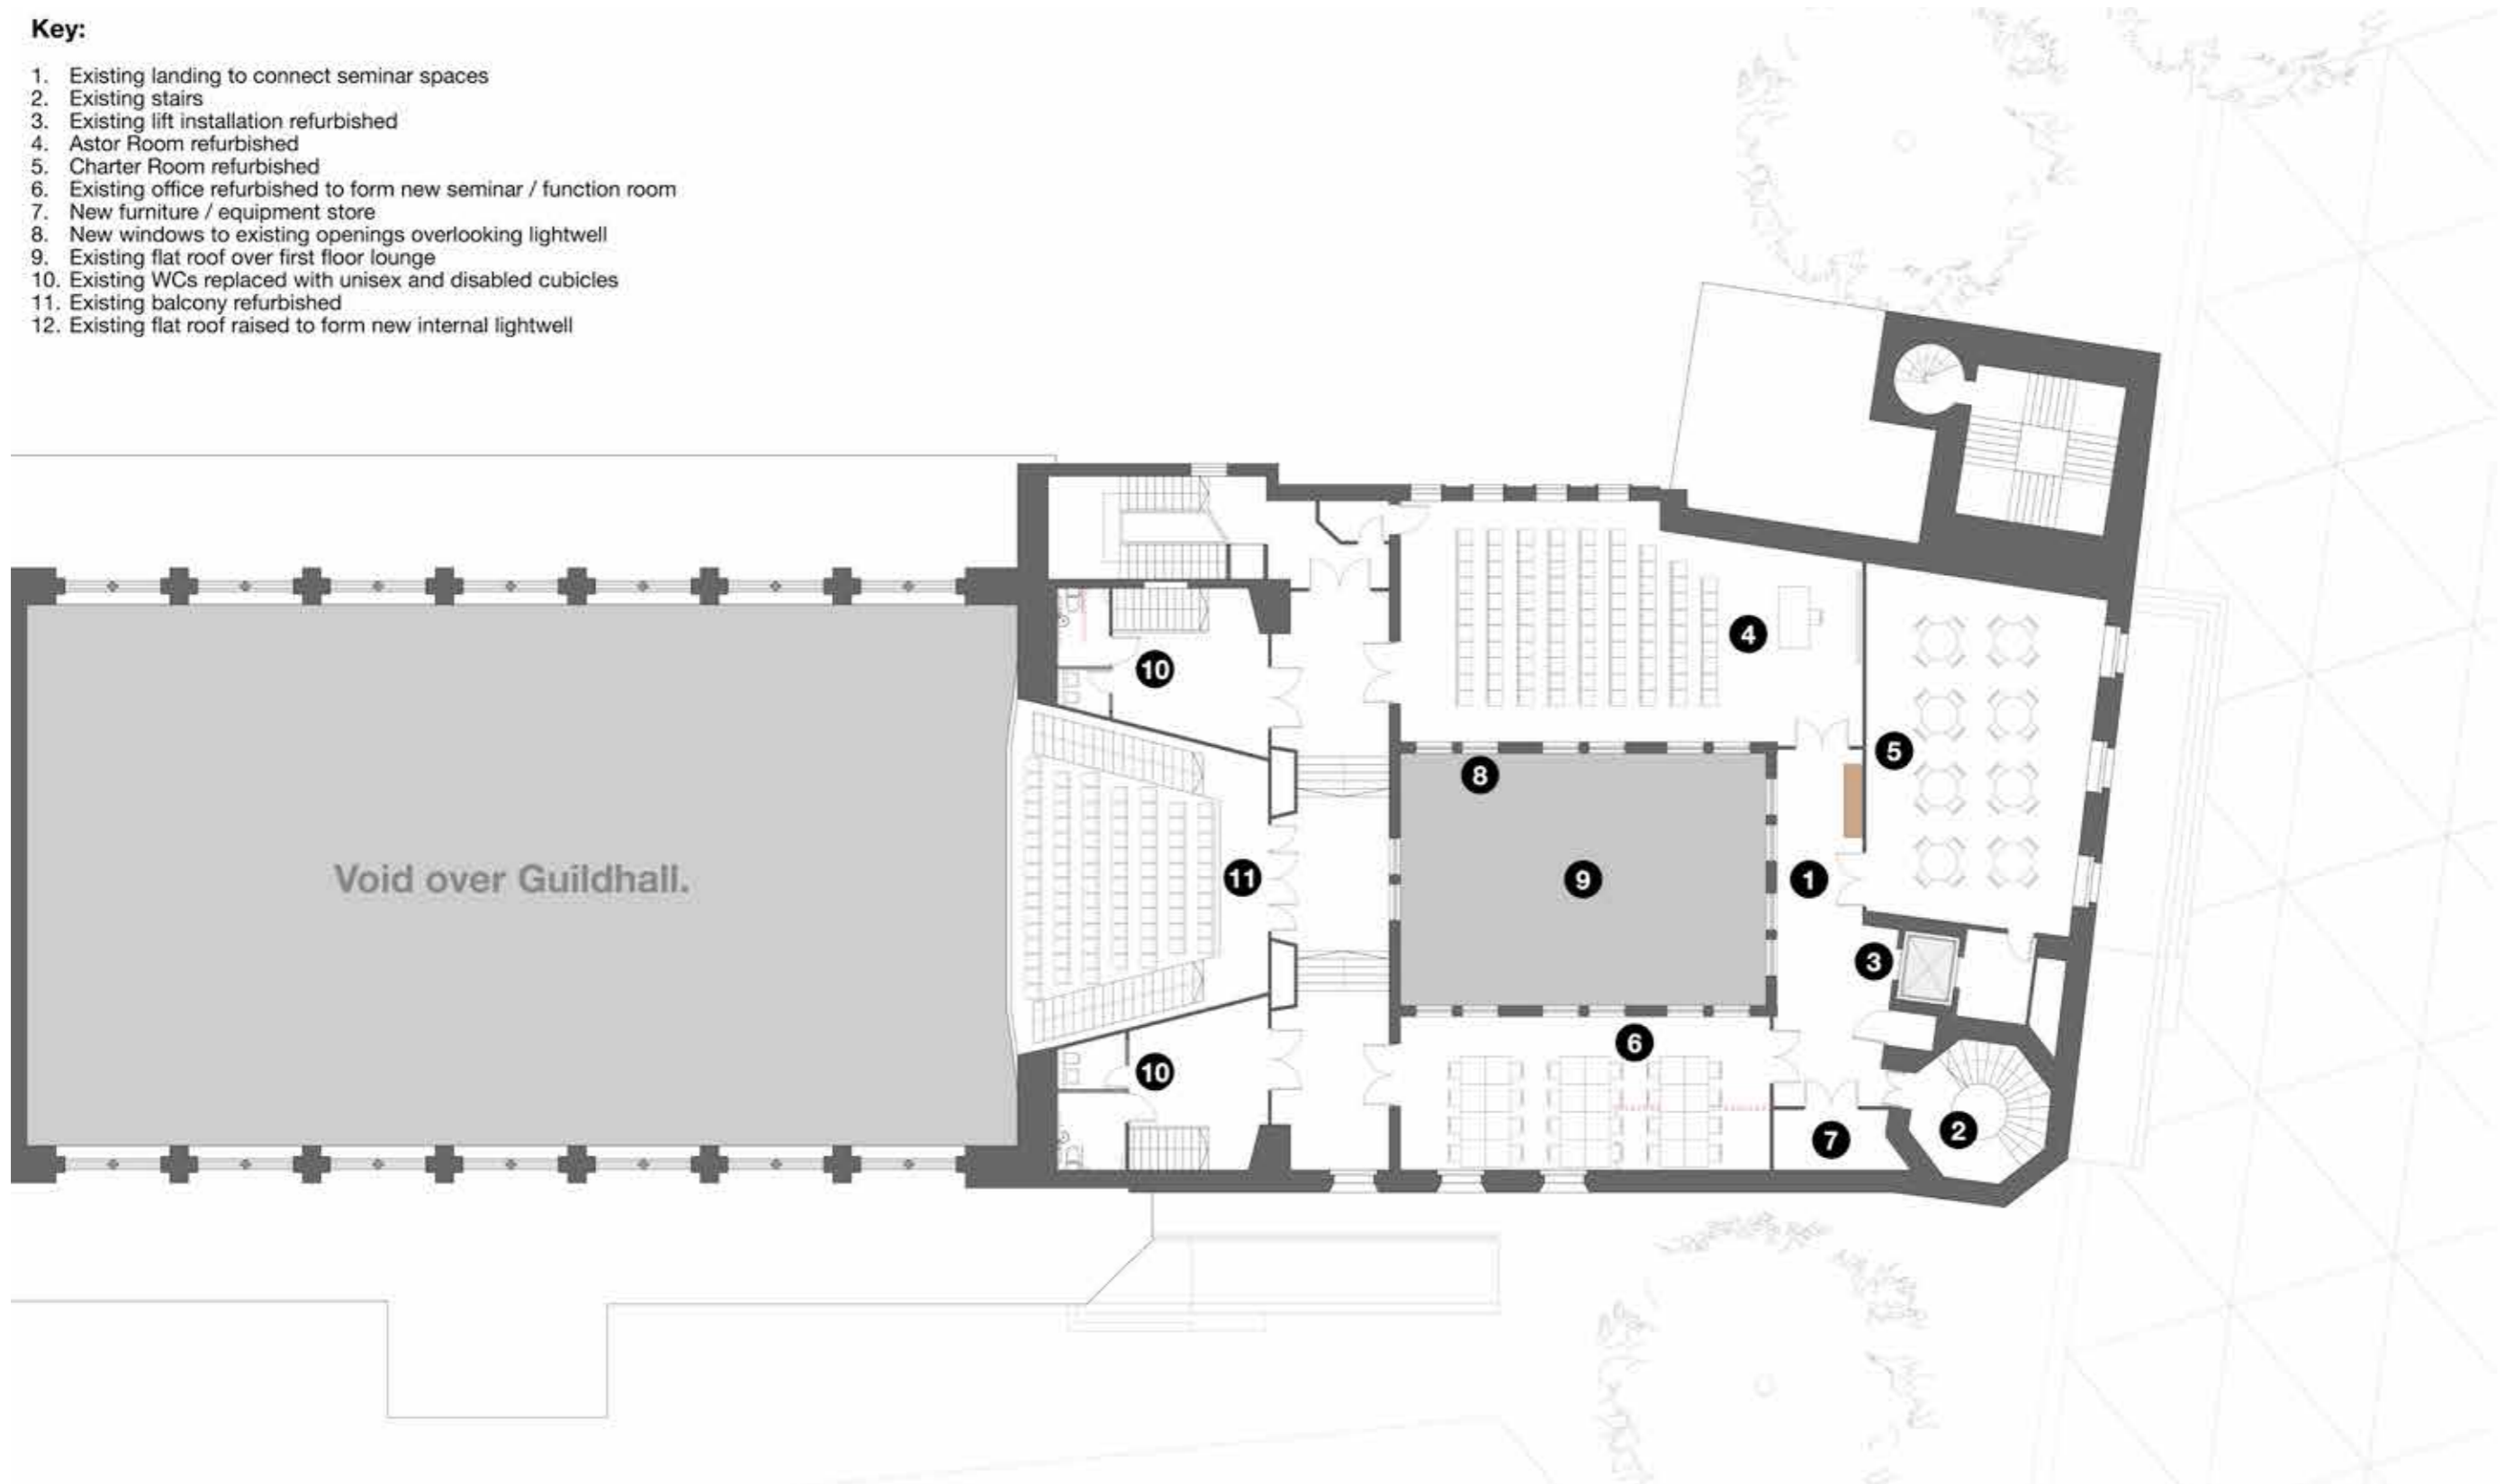 Key:
1. Existing landing to connect seminar spaces
2. Existing stairs
3. Existing lift installation refurbished
4. Astor Room refurbished
5. Charter Room refurbished
6. Existing office refurbished to form new seminar / function room
7. New furniture / equipment store
8. New windows to existing openings overlooking lightwell
9. Existing flat roof over first floor lounge
10. Existing WCs replaced with unisex and disabled cubicles
11. Existing balcony refurbished
12. Existing flat roof raised to form new internal lightwell
4
10
5
8
Void over Guildhall.
11
9
1
3
6
10
2
7